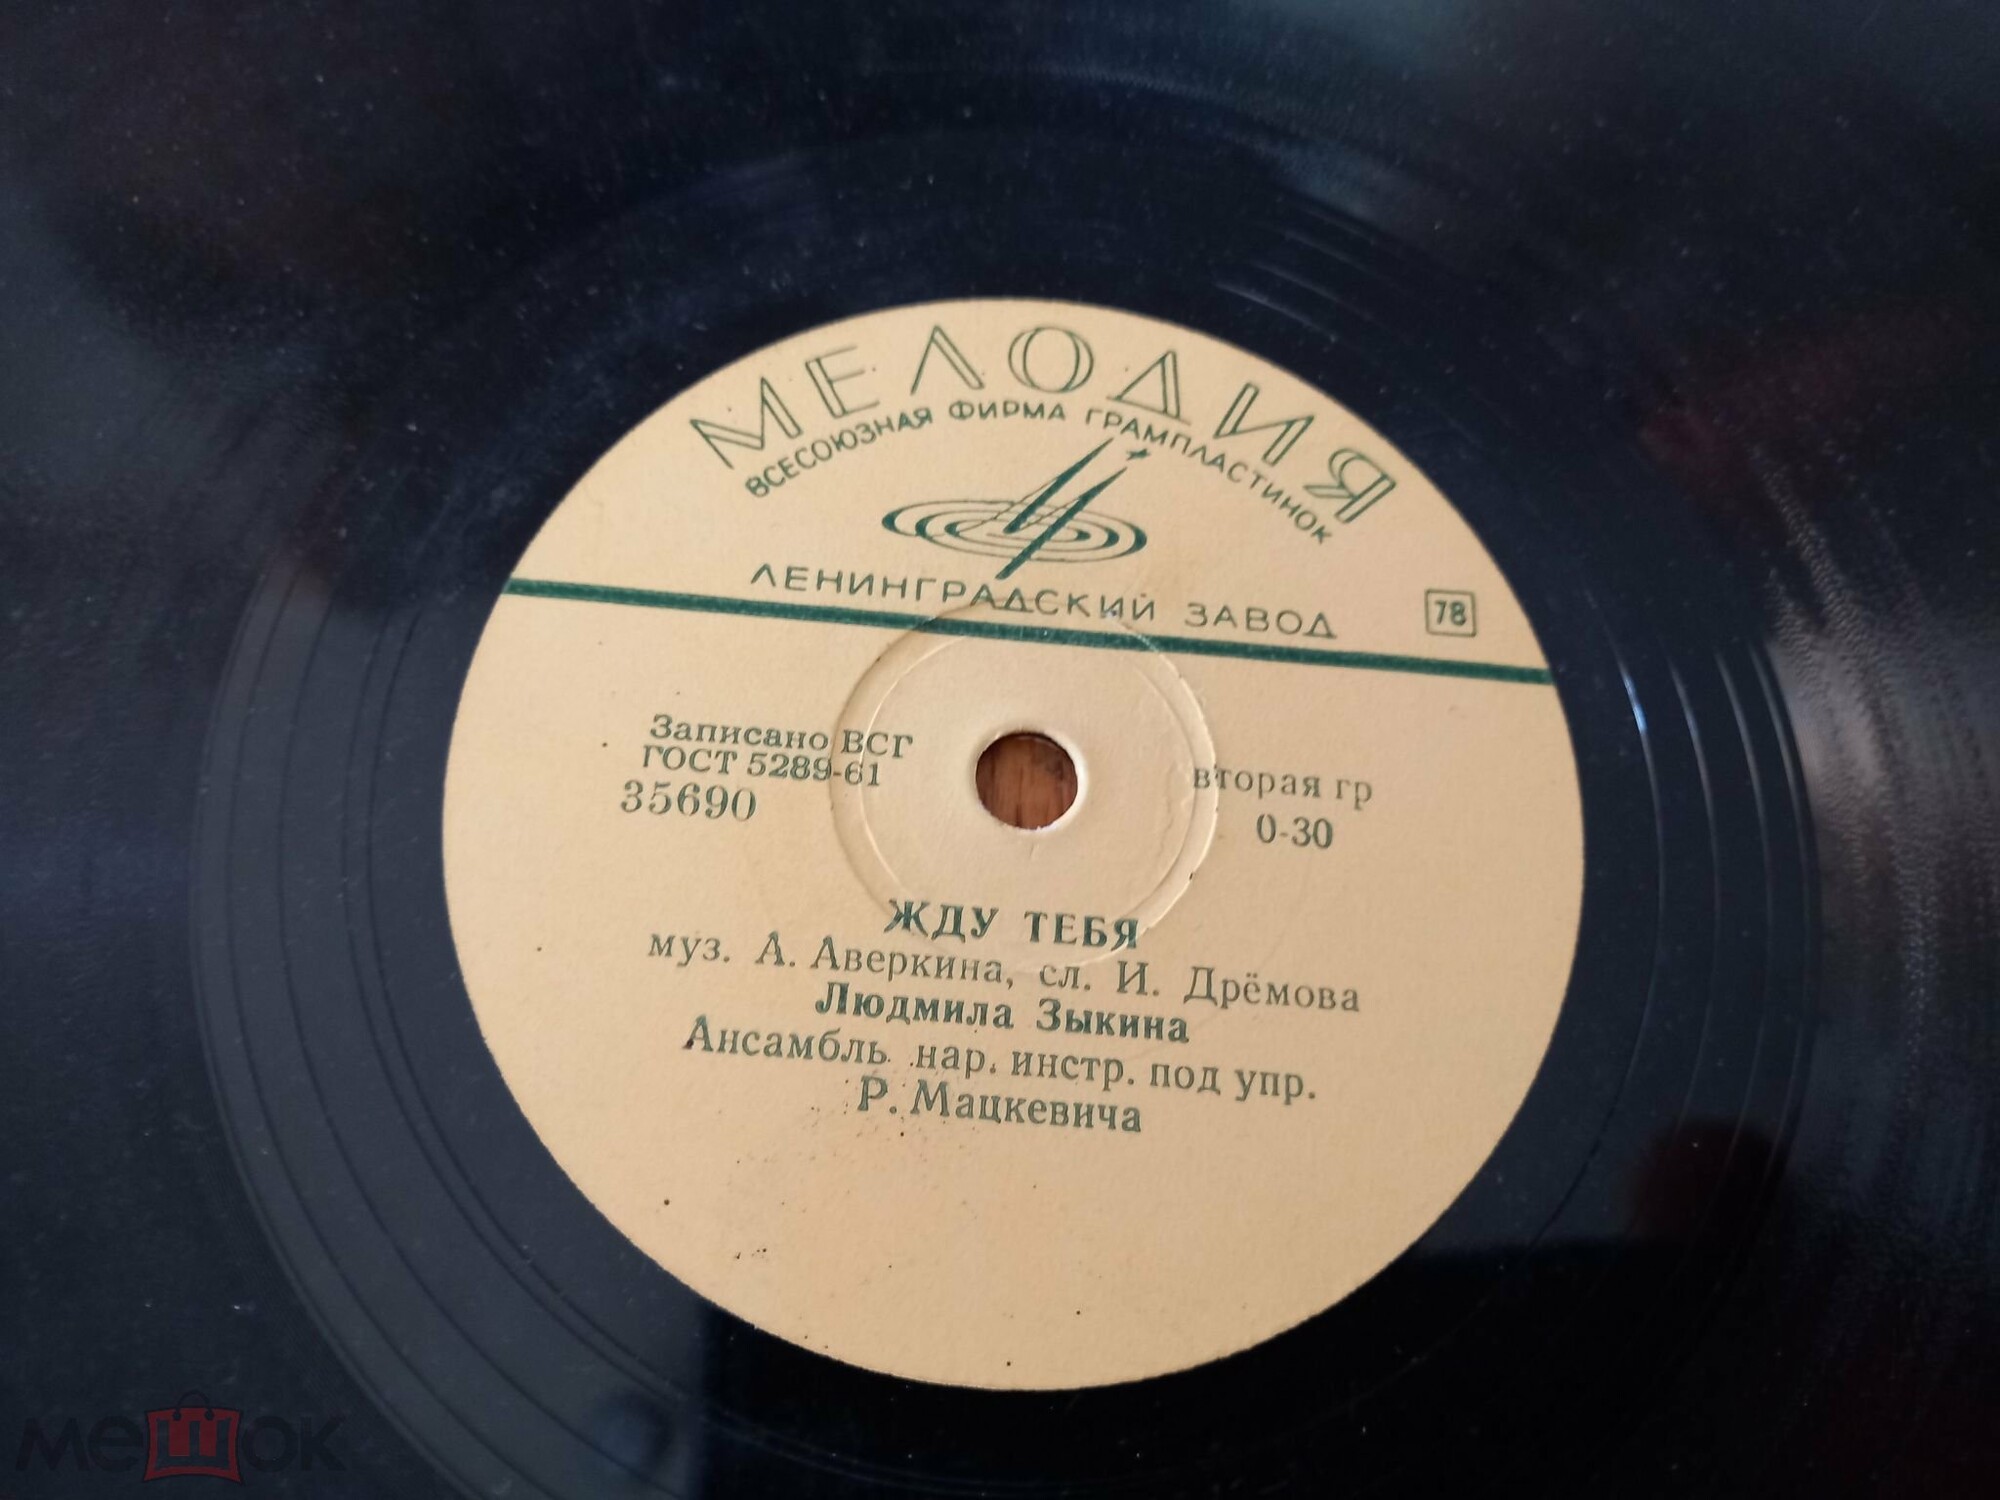 МЕЛОДИЯ
ВСЕСОЮЗНАЯ ФИРМА ГРАМПЛАСТИНОК
ЛЕНИНГРАДСКИЙ ЗАВОД
78
Записано ВСГ
ГОСТ 5289-61
35690
вторая гр
0-30
ЖДУ ТЕБЯ
муз. А. Аверкина, сл. И. Дрёмова
Людмила Зыкина
Ансамбль нар. инстр. под упр.
Р. Мацкевича
мешок